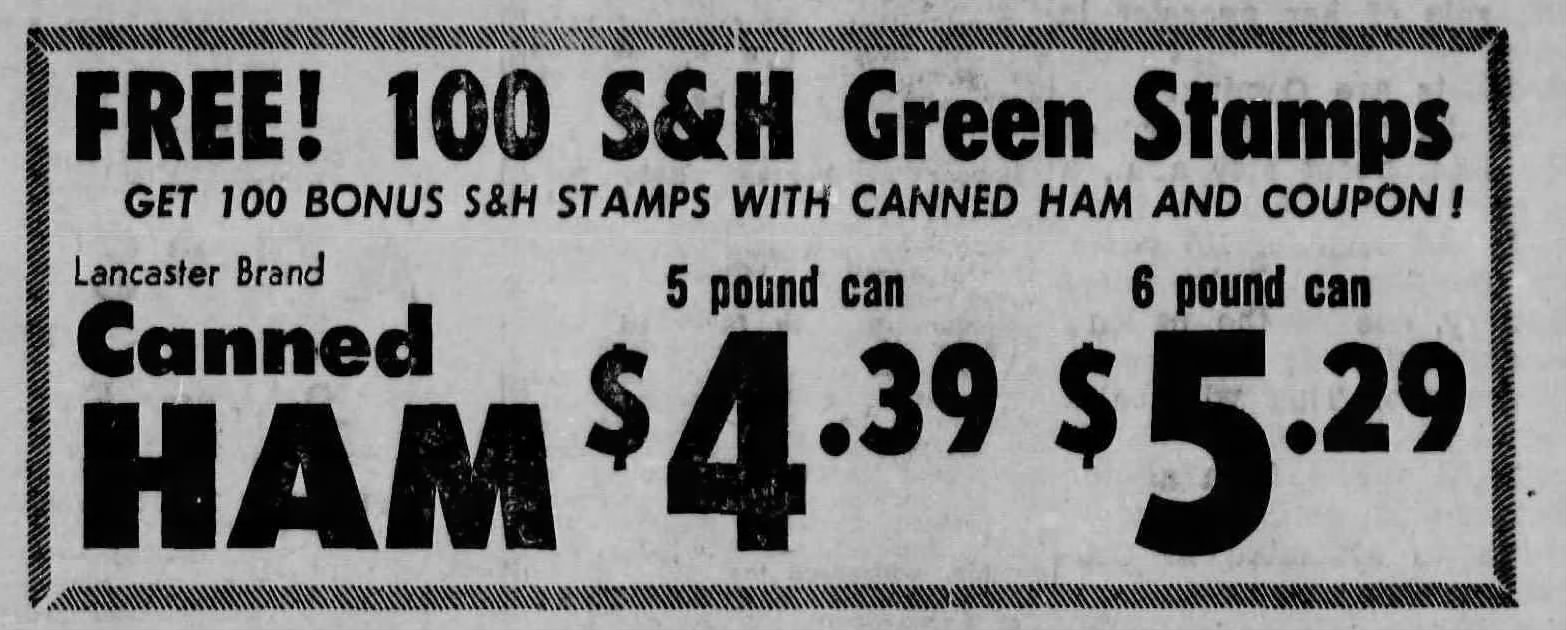 FREE! 100 S&H Green Stamps
GET 100 BONUS S&H STAMPS WITH CANNED HAM AND COUPON!
Lancaster Brand
Canned
HAM
5 pound can
$4.39
6 pound can
$5.29